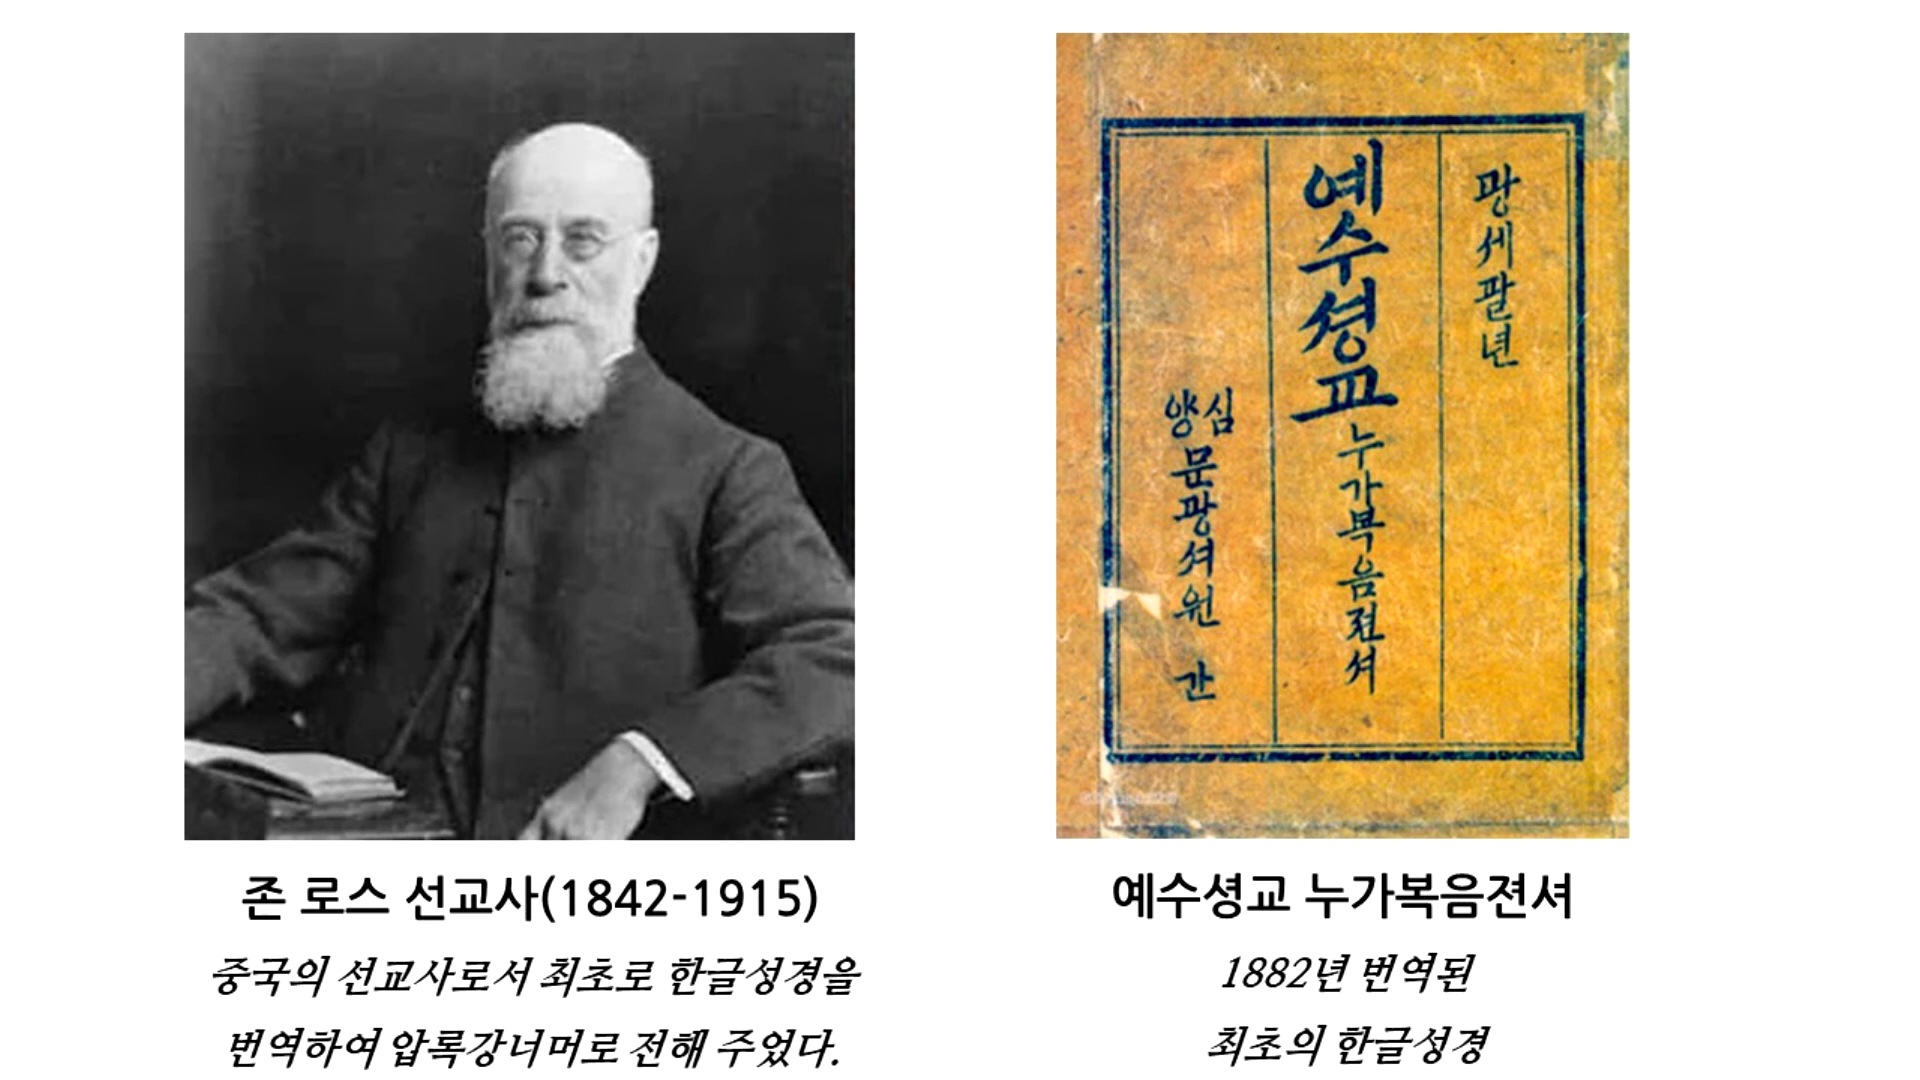 광셰팔년
예수셩교누가복음젼셔
심양
문광셔원 간
존 로스 선교사(1842-1915)
중국의 선교사로서 최초로 한글성경을
번역하여 압록강너머로 전해 주었다.
예수셩교 누가복음젼셔
1882년 번역된
최초의 한글성경